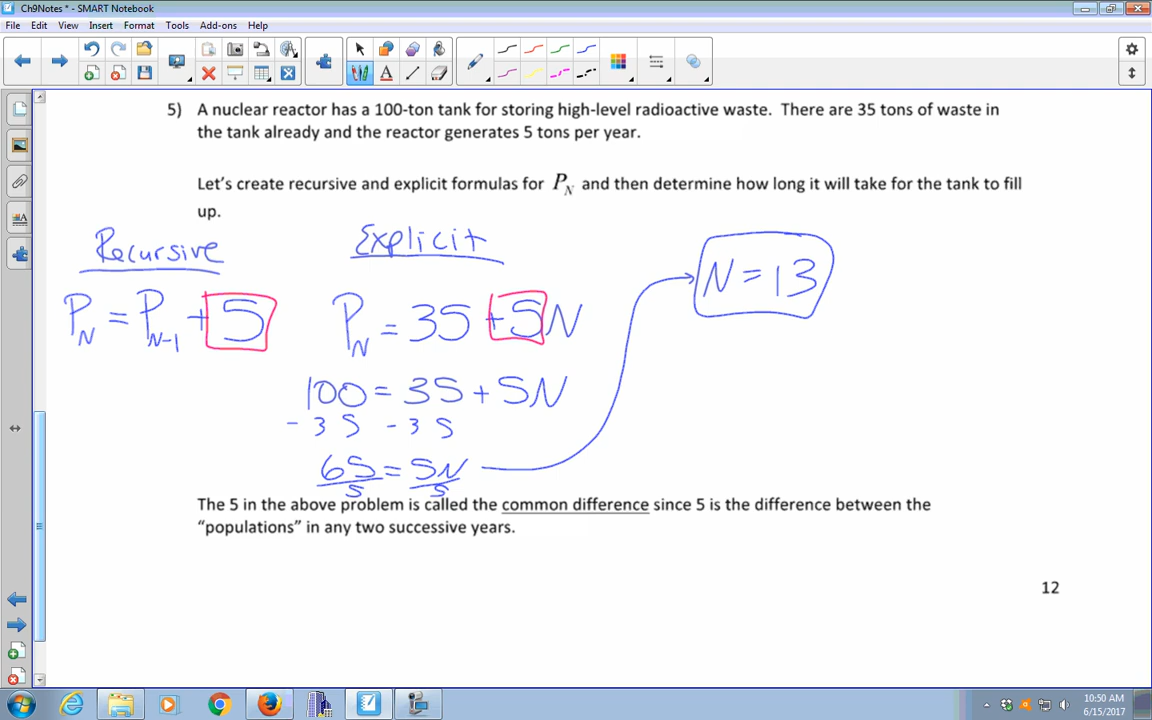 Ch9Notes * - SMART Notebook
File Edit View Insert Format Tools Add-ons Help
5) A nuclear reactor has a 100-ton tank for storing high-level radioactive waste. There are 35 tons of waste in
the tank already and the reactor generates 5 tons per year.
Let's create recursive and explicit formulas for P_N and then determine how long it will take for the tank to fill
up.
Recursive
P_N = P_{N-1} + 5
Explicit
P_N = 35 + 5N
100 = 35 + 5N
- 35 - 35
65/5 = 5N/5
N = 13
The 5 in the above problem is called the common difference since 5 is the difference between the
“populations” in any two successive years.
12
10:50 AM
6/15/2017